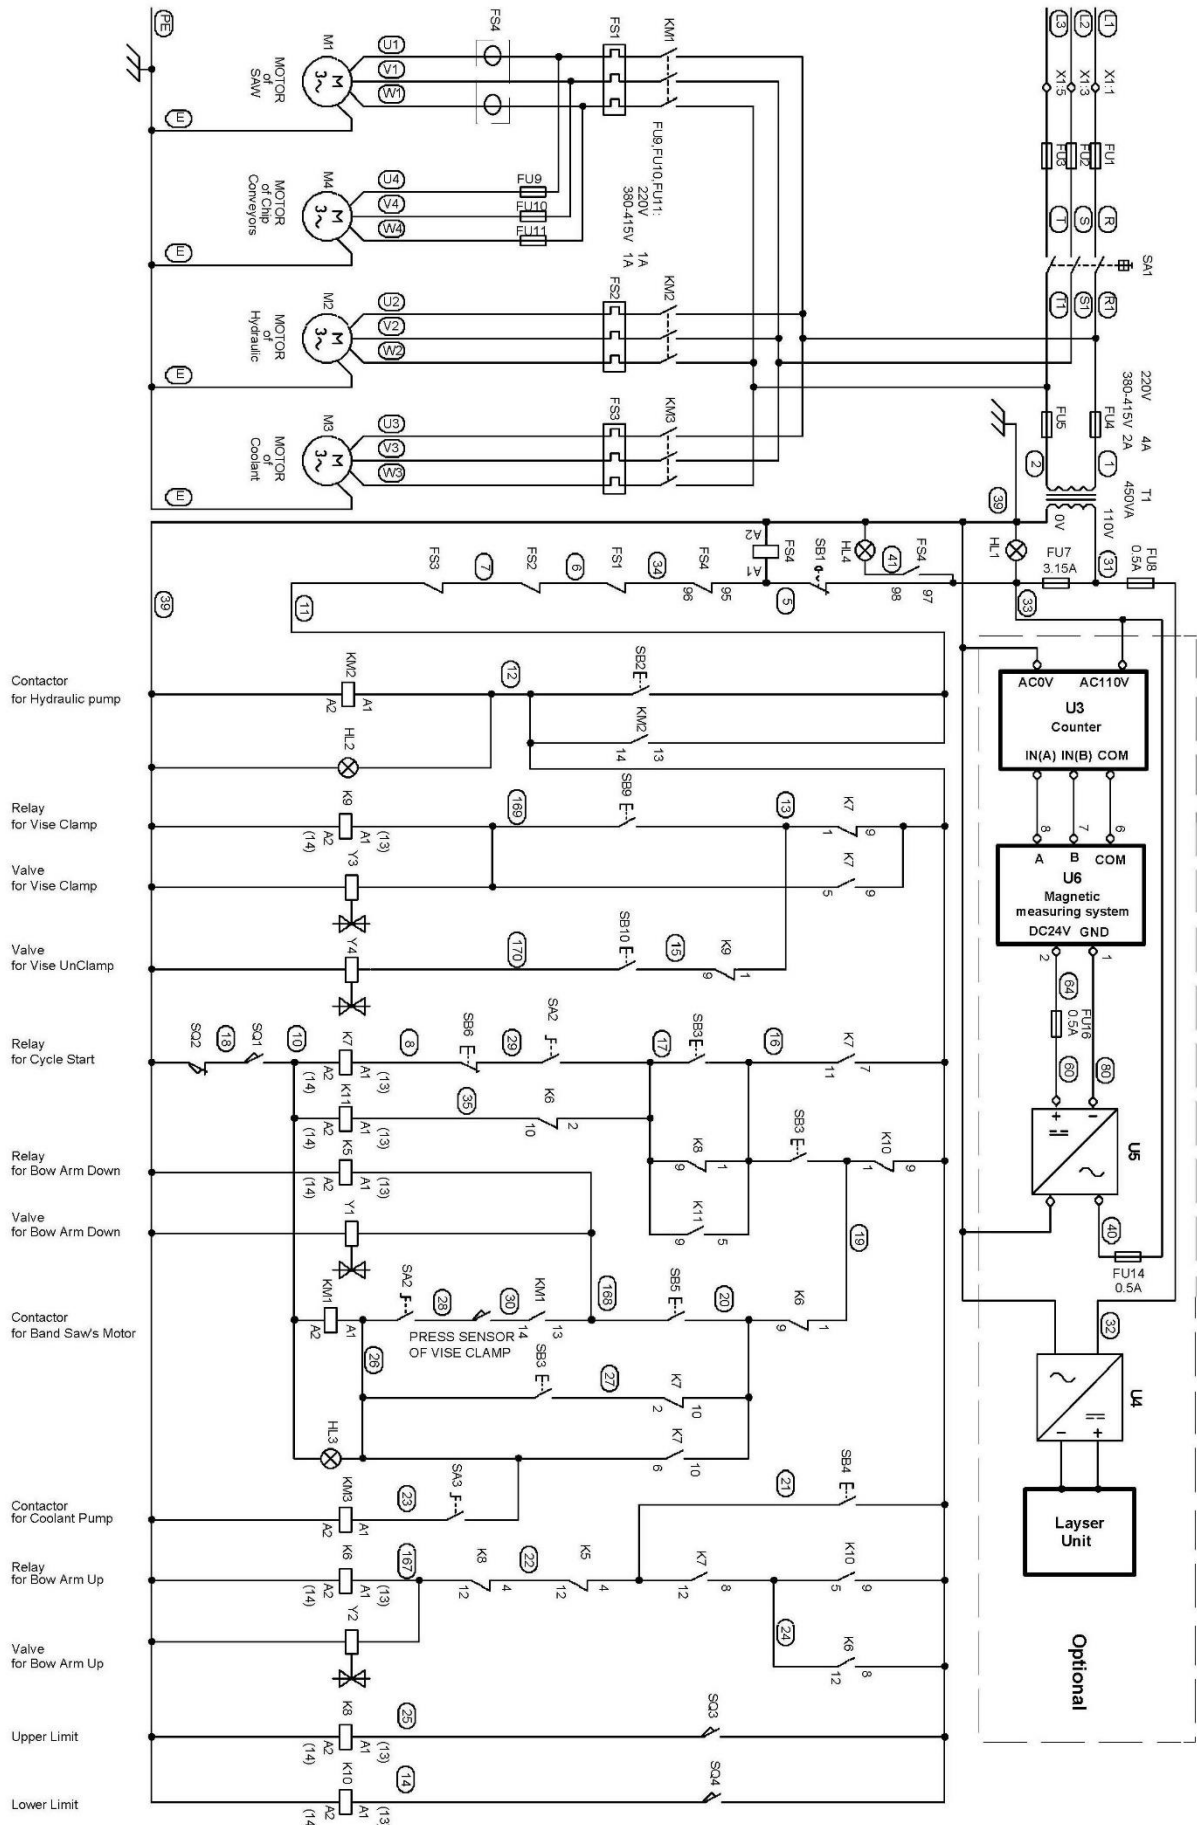 PE
L3
L2
L1
X1:5
X1:3
X1:1
FU3
FU2
FU1
T
S
R
SA1
T1
S1
R1
220V 4A
380-415V 2A
FU5
FU4
2
1
T1
450VA
0V
110V
39
HL1
FU7
3.15A
31
FU8
0.5A
33
M1
MOTOR
of
SAW
M
3~
U1
V1
W1
FS4
FS1
KM1
E
M4
MOTOR
of Chip
Conveyors
M
3~
U4
V4
W4
FU9
FU10
FU11
FU9,FU10,FU11:
220V 1A
380-415V 1A
E
M2
MOTOR
of
Hydraulic
M
3~
U2
V2
W2
FS2
KM2
E
M3
MOTOR
of
Coolant
M
3~
U3
V3
W3
FS3
KM3
E
FS3
7
FS2
6
FS1
34
FS4
96
95
A2
FS4
A1
5
SB1
HL4
41
FS4
98
97
11
39
Contactor
for Hydraulic pump
KM2
A2
A1
12
SB2
KM2
14
13
HL2
Relay
for Vise Clamp
K9
(14)
A2
A1
(13)
169
SB9
13
K7
1
9
Valve
for Vise Clamp
Y3
K7
5
9
Valve
for Vise UnClamp
Y4
170
SB10
15
K9
9
1
Relay
for Cycle Start
SQ2
18
SQ1
10
K7
(14)
A2
A1
(13)
8
SB6
29
SA2
17
SB3
16
K7
11
7
K11
(14)
A2
A1
(13)
35
K6
10
2
Relay
for Bow Arm Down
K5
(14)
A2
A1
(13)
K8
9
1
SB3
K10
1
9
Valve
for Bow Arm Down
Y1
K11
9
5
19
Contactor
for Band Saw's Motor
KM1
A2
A1
SA2
28
30
KM1
14
13
168
SB5
20
K6
9
1
PRESS SENSOR
OF VISE CLAMP
26
SB3
27
K7
2
10
HL3
K7
6
10
Contactor
for Coolant Pump
KM3
A2
A1
23
SA3
21
SB4
Relay
for Bow Arm Up
K6
(14)
A2
A1
(13)
167
K8
12
4
22
K5
12
4
K7
12
8
K10
5
9
Valve
for Bow Arm Up
Y2
24
K6
12
8
Upper Limit
K8
(14)
A2
A1
(13)
25
SQ3
Lower Limit
K10
A2
A1
14
SQ4
AC0V AC110V
U3
Counter
IN(A) IN(B) COM
8
7
6
A B COM
U6
Magnetic
measuring system
DC24V GND
2
1
64
FU16
0.5A
60
80
U5
40
FU14
0.5A
32
U4
Layser
Unit
Optional